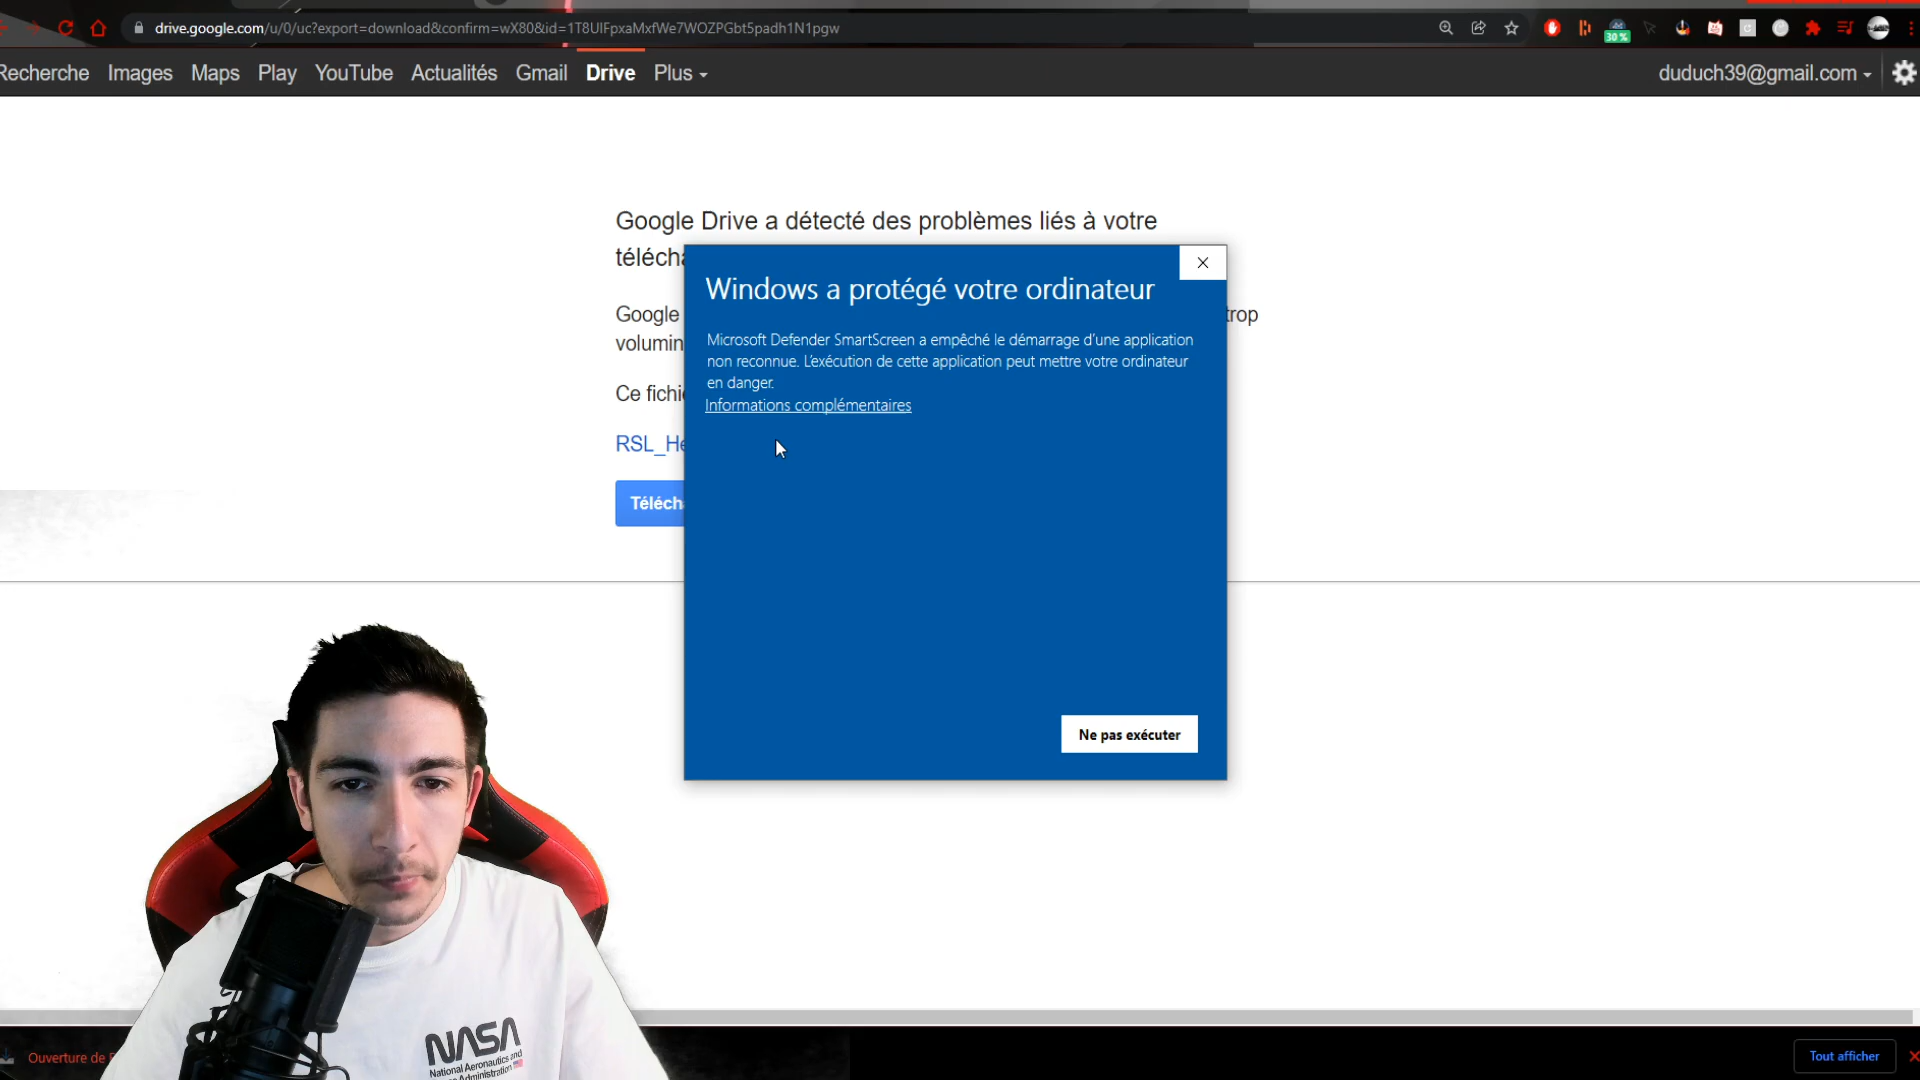 drive.google.com/u/0/uc?export=download&confirm=wX80&id=1T8UIFpxaMxfWe7WOZPGbt5padh1N1pgw
30 %
Recherche Images Maps Play YouTube Actualités Gmail Drive Plus
duduch39@gmail.com
Google Drive a détecté des problèmes liés à votre
téléch
Google
trop
volumin
Ce fichi
RSL_He
Téléch
Windows a protégé votre ordinateur
Microsoft Defender SmartScreen a empêché le démarrage d'une application
non reconnue. L'exécution de cette application peut mettre votre ordinateur
en danger.
Informations complémentaires
Ne pas exécuter
NASA
National Aeronautics and
Administration
Ouverture de
Tout afficher